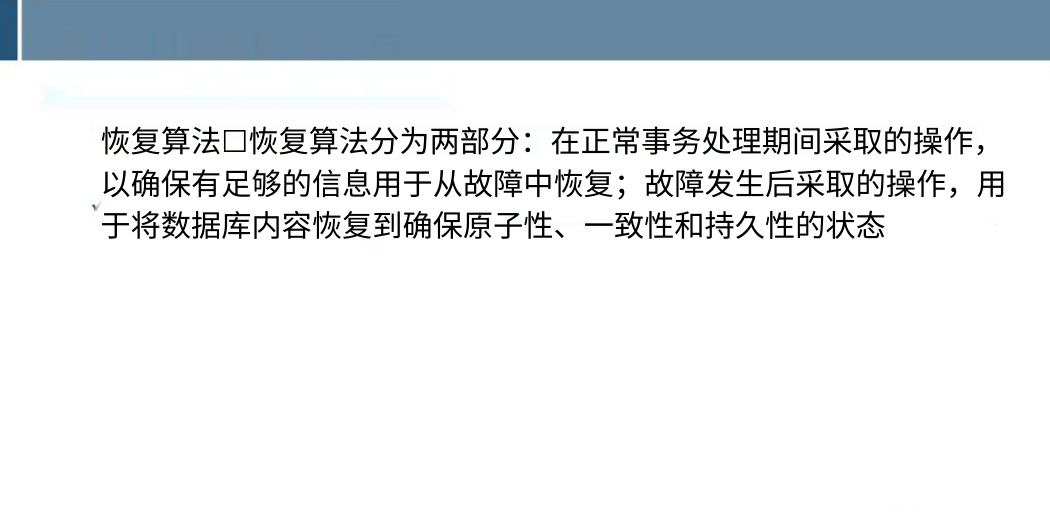 恢复算法□恢复算法分为两部分：在正常事务处理期间采取的操作，
以确保有足够的信息用于从故障中恢复；故障发生后采取的操作，用
于将数据库内容恢复到确保原子性、一致性和持久性的状态